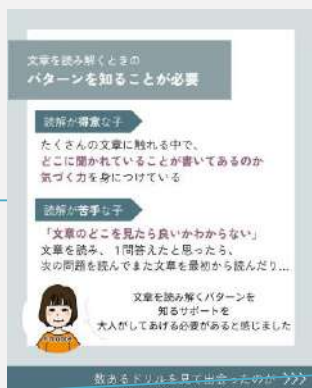 文章を読み解くときの
パターンを知ることが必要
読解が得意な子
たくさんの文章に触れる中で、
どこに聞かれていることが書いてあるのか
気づく力を身につけている
読解が苦手な子
「文章のどこを見たら良いかわからない」
文章を読み、1問答えたと思ったら、
次の問題を読んでまた文章を最初から読んだり...
文章を読み解くパターンを
知るサポートを
大人がしてあげる必要があると感じました
数あるドリルを見て出会ったのが >>>